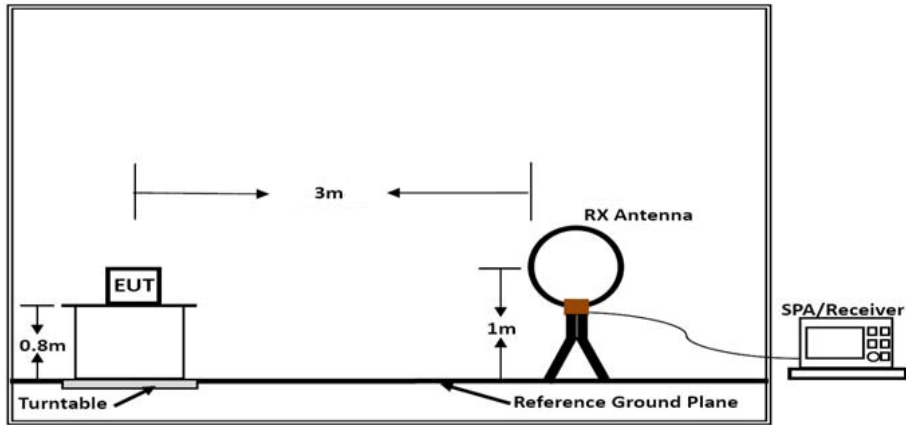 3m
RX Antenna
EUT
SPA/Receiver
0.8m
1m
Turntable
Reference Ground Plane